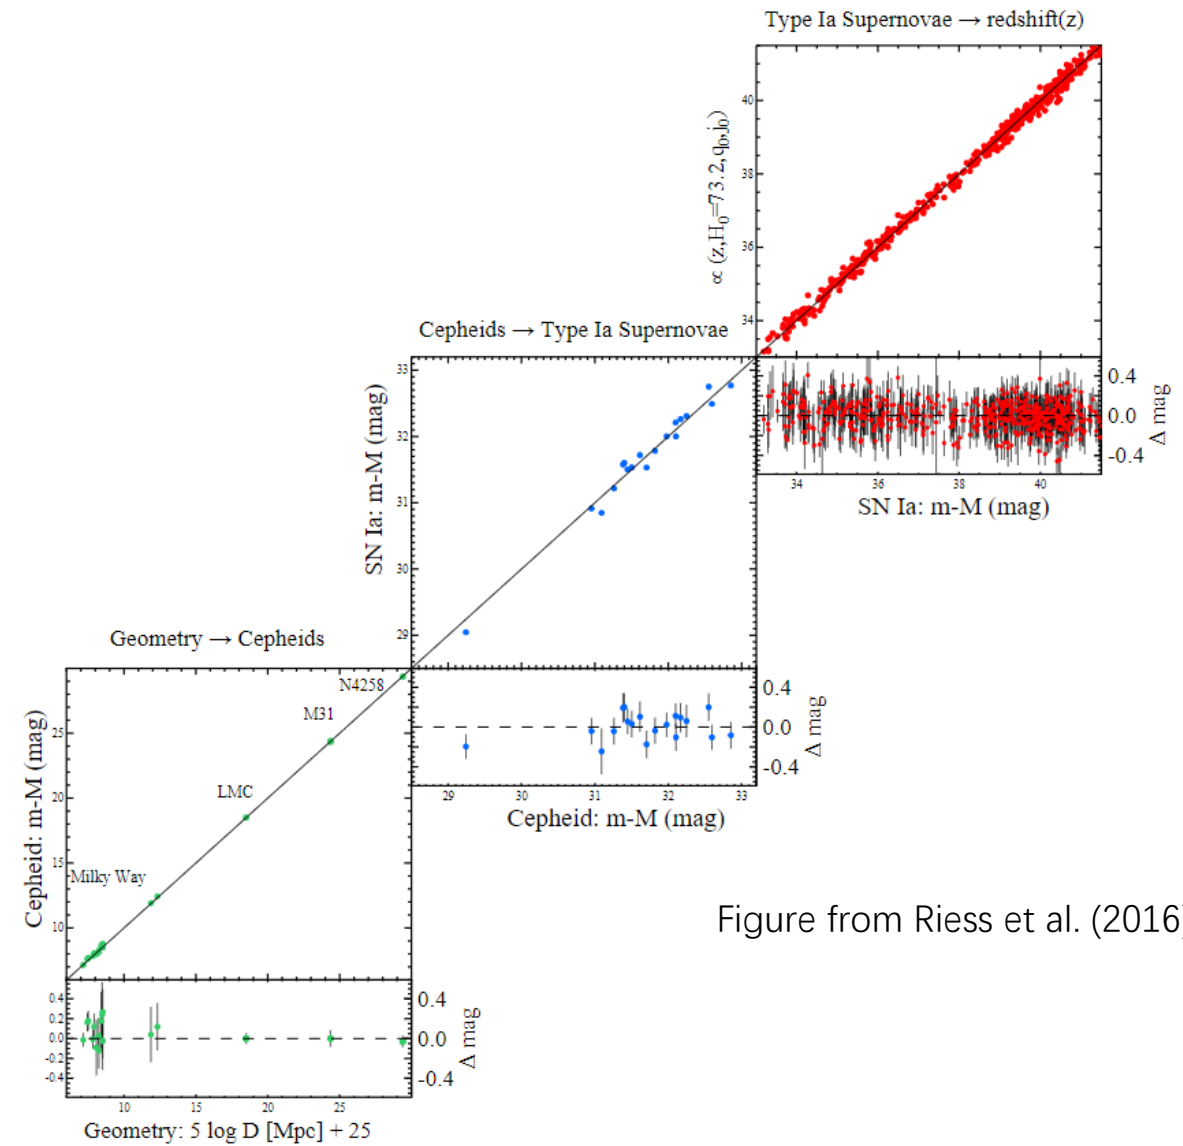 Type Ia Supernovae → redshift(z)
40
38
36
34
∝ (z,H₀=73.2,q₀,j₀)
0.4
0.0
-0.4
Δ mag
34
36
38
40
SN Ia: m-M (mag)
Cepheids → Type Ia Supernovae
33
32
31
30
29
SN Ia: m-M (mag)
0.4
0.0
-0.4
Δ mag
29
30
31
32
33
Cepheid: m-M (mag)
Geometry → Cepheids
N4258
M31
LMC
Milky Way
25
20
15
10
Cepheid: m-M (mag)
0.4
0.2
0.0
-0.2
-0.4
0.4
0.0
-0.4
Δ mag
10
15
20
25
Geometry: 5 log D [Mpc] + 25
Figure from Riess et al. (2016)